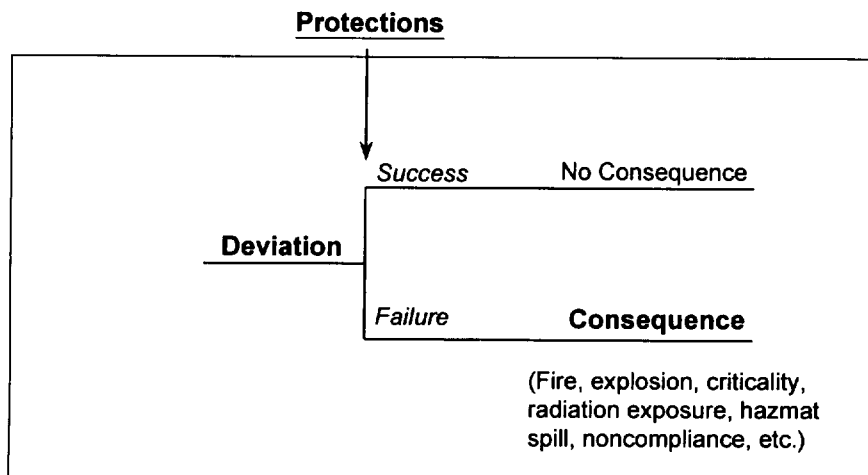 Protections
Success
No Consequence
Deviation
Failure
Consequence
(Fire, explosion, criticality,
radiation exposure, hazmat
spill, noncompliance, etc.)